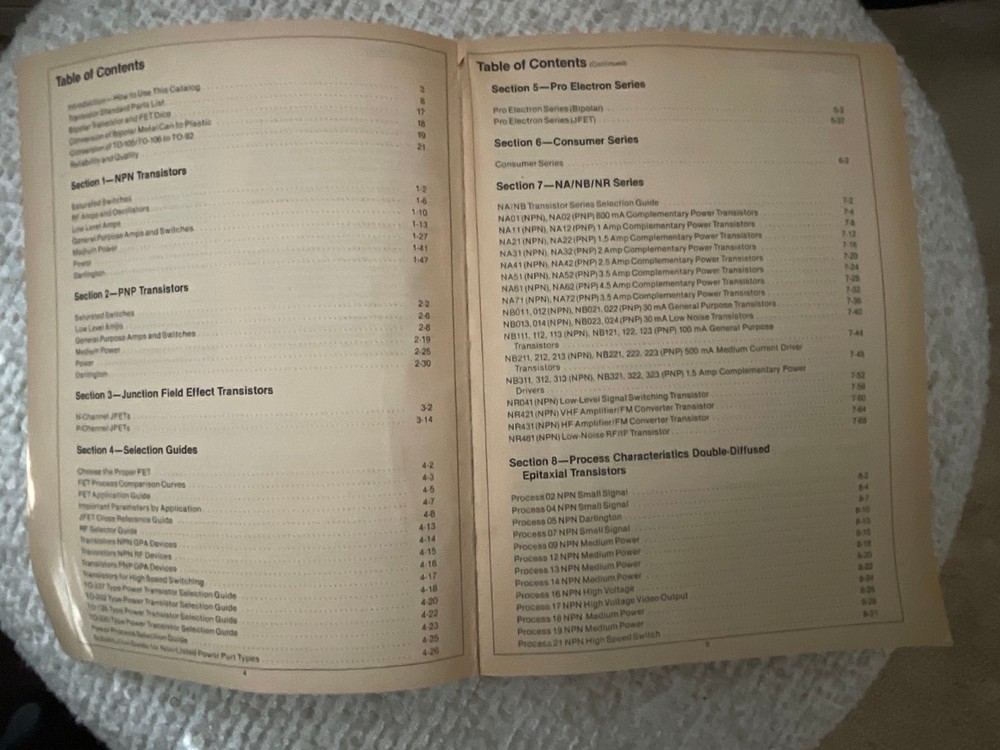 Table of Contents
Introduction—How to Use This Catalog 3
Transistor Standard Parts List 8
Bipolar Transistor and FET Dice 17
Conversion of Bipolar Metal Can to Plastic 18
Conversion of TO-105/TO-106 to TO-92 19
Reliability and Quality 21
Section 1—NPN Transistors
Saturated Switches 1-2
RF Amps and Oscillators 1-6
Low Level Amps 1-10
General Purpose Amps and Switches 1-13
Medium Power 1-27
Power 1-41
Darlington 1-47
Section 2—PNP Transistors
Saturated Switches 2-2
Low Level Amps 2-6
General Purpose Amps and Switches 2-8
Medium Power 2-19
Power 2-25
Darlington 2-30
Section 3—Junction Field Effect Transistors
N-Channel JFETs 3-2
P-Channel JFETs 3-14
Section 4—Selection Guides
Choose the Proper FET 4-2
FET Process Comparison Curves 4-3
FET Application Guide 4-5
Important Parameters by Application 4-7
JFET Cross Reference Guide 4-8
RF Selector Guide 4-13
Transistors NPN GPA Devices 4-14
Transistors NPN RF Devices 4-15
Transistors PNP GPA Devices 4-16
Transistors for High Speed Switching 4-17
TO-237 Type Power Transistor Selection Guide 4-18
TO-202 Type Power Transistor Selection Guide 4-20
Type Power Transistor Selection Guide 4-22
Type Power Transistor Selection Guide 4-23
Power Process Selection Guide 4-25
Guide for Non-Listed Power Part Types 4-26
4
Table of Contents (Continued)
Section 5—Pro Electron Series
Pro Electron Series (Bipolar) 5-2
Pro Electron Series (JFET)
Section 6—Consumer Series
Consumer Series 6-2
Section 7—NA/NB/NR Series
NA/NB Transistor Series Selection Guide 7-2
NA01 (NPN), NA02 (PNP) 800 mA Complementary Power Transistors 7-4
NA11 (NPN), NA12 (PNP) 1 Amp Complementary Power Transistors 7-8
NA21 (NPN), NA22 (PNP) 1.5 Amp Complementary Power Transistors 7-12
NA31 (NPN), NA32 (PNP) 2 Amp Complementary Power Transistors 7-16
NA41 (NPN), NA42 (PNP) 2.5 Amp Complementary Power Transistors 7-20
NA51 (NPN), NA52 (PNP) 3.5 Amp Complementary Power Transistors 7-24
NA61 (NPN), NA62 (PNP) 4.5 Amp Complementary Power Transistors 7-28
NA71 (NPN), NA72 (PNP) 3.5 Amp Complementary Power Transistors 7-32
NB011, 012 (NPN), NB021, 022 (PNP) 30 mA General Purpose Transistors 7-36
NB013, 014 (NPN), NB023, 024 (PNP) 30 mA Low Noise Transistors 7-40
NB111, 112, 113 (NPN), NB121, 122, 123 (PNP) 100 mA General Purpose
Transistors 7-44
NB211, 212, 213 (NPN), NB221, 222, 223 (PNP) 500 mA Medium Current Driver
Transistors 7-48
NB311, 312, 313 (NPN), NB321, 322, 323 (PNP) 1.5 Amp Complementary Power
Drivers 7-52
NR041 (NPN) Low-Level Signal Switching Transistor 7-56
NR421 (NPN) VHF Amplifier/FM Converter Transistor 7-60
NR431 (NPN) HF Amplifier/FM Converter Transistor 7-64
NR461 (NPN) Low-Noise RF/IF Transistor 7-68
Section 8—Process Characteristics Double-Diffused
Epitaxial Transistors
Process 02 NPN Small Signal
Process 04 NPN Small Signal 8-4
Process 05 NPN Darlington 8-7
Process 07 NPN Small Signal 8-10
Process 09 NPN Medium Power 8-13
Process 12 NPN Medium Power
Process 13 NPN Medium Power
Process 14 NPN Medium Power
Process 16 NPN High Voltage
Process 17 NPN High Voltage Video Output
Process 18 NPN Medium Power
Process 19 NPN Medium Power
Process 21 NPN High Speed Switch
5